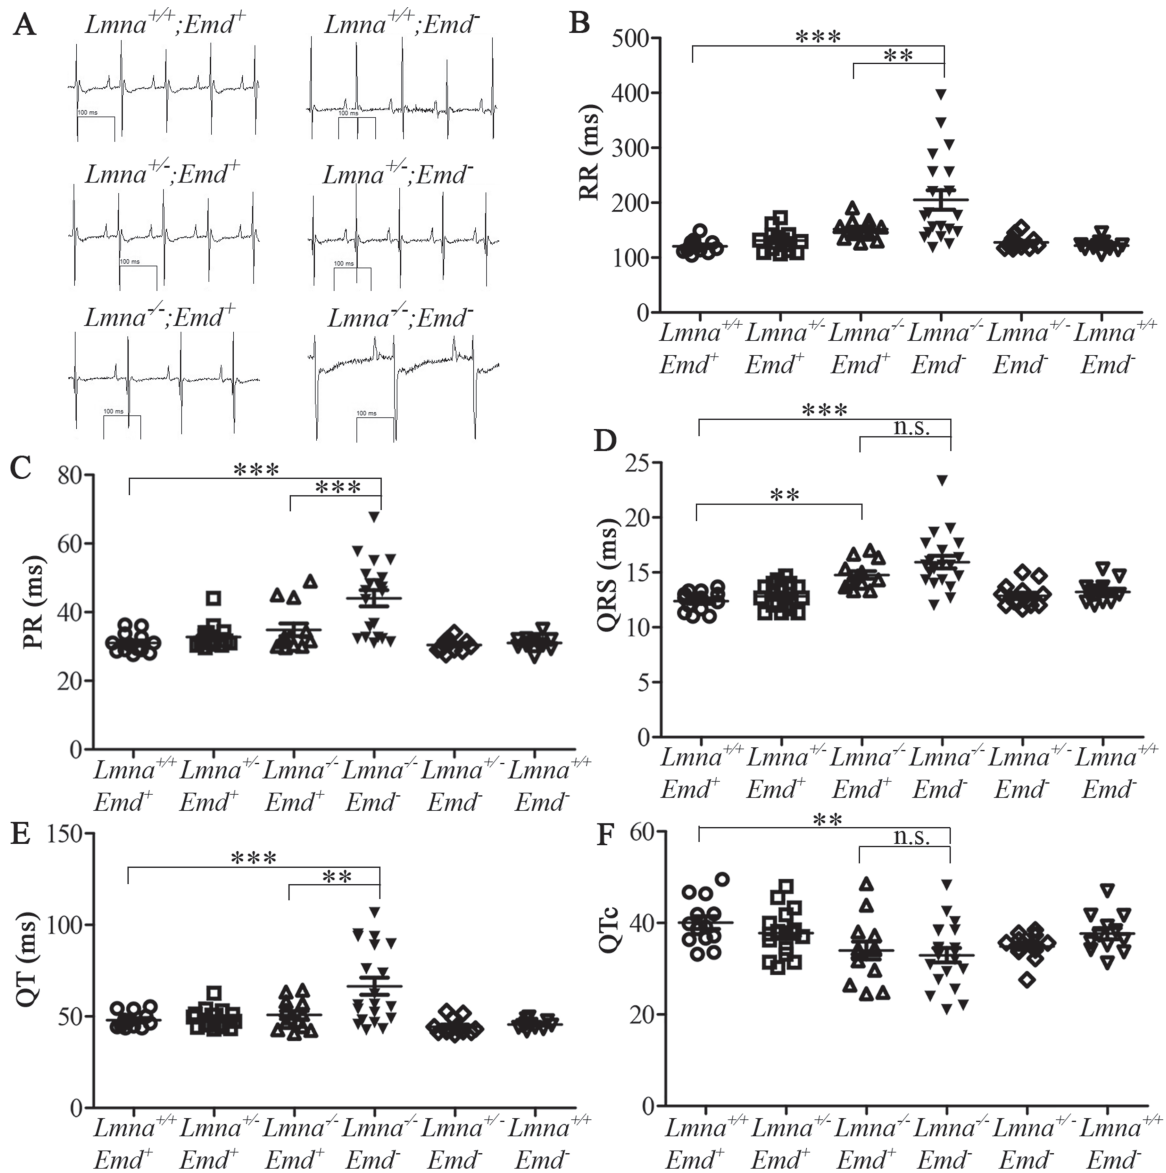 A
Lmna+/+;Emd+
Lmna+/+;Emd-
100 ms
100 ms
Lmna+/-;Emd+
Lmna+/-;Emd-
100 ms
100 ms
Lmna-/-;Emd+
Lmna-/-;Emd-
100 ms
100 ms
B
RR (ms)
500
400
300
200
100
0
***
**
Lmna+/+ Lmna+/- Lmna-/- Lmna-/- Lmna+/- Lmna+/+
Emd+ Emd+ Emd+ Emd- Emd- Emd-
C
PR (ms)
80
60
40
20
0
***
***
Lmna+/+ Lmna+/- Lmna-/- Lmna-/- Lmna+/- Lmna+/+
Emd+ Emd+ Emd+ Emd- Emd- Emd-
D
QRS (ms)
25
20
15
10
5
0
***
n.s.
**
Lmna+/+ Lmna+/- Lmna-/- Lmna-/- Lmna+/- Lmna+/+
Emd+ Emd+ Emd+ Emd- Emd- Emd-
E
QT (ms)
150
100
50
0
***
**
Lmna+/+ Lmna+/- Lmna-/- Lmna-/- Lmna+/- Lmna+/+
Emd+ Emd+ Emd+ Emd- Emd- Emd-
F
QTc
60
40
20
0
**
n.s.
Lmna+/+ Lmna+/- Lmna-/- Lmna-/- Lmna+/- Lmna+/+
Emd+ Emd+ Emd+ Emd- Emd- Emd-